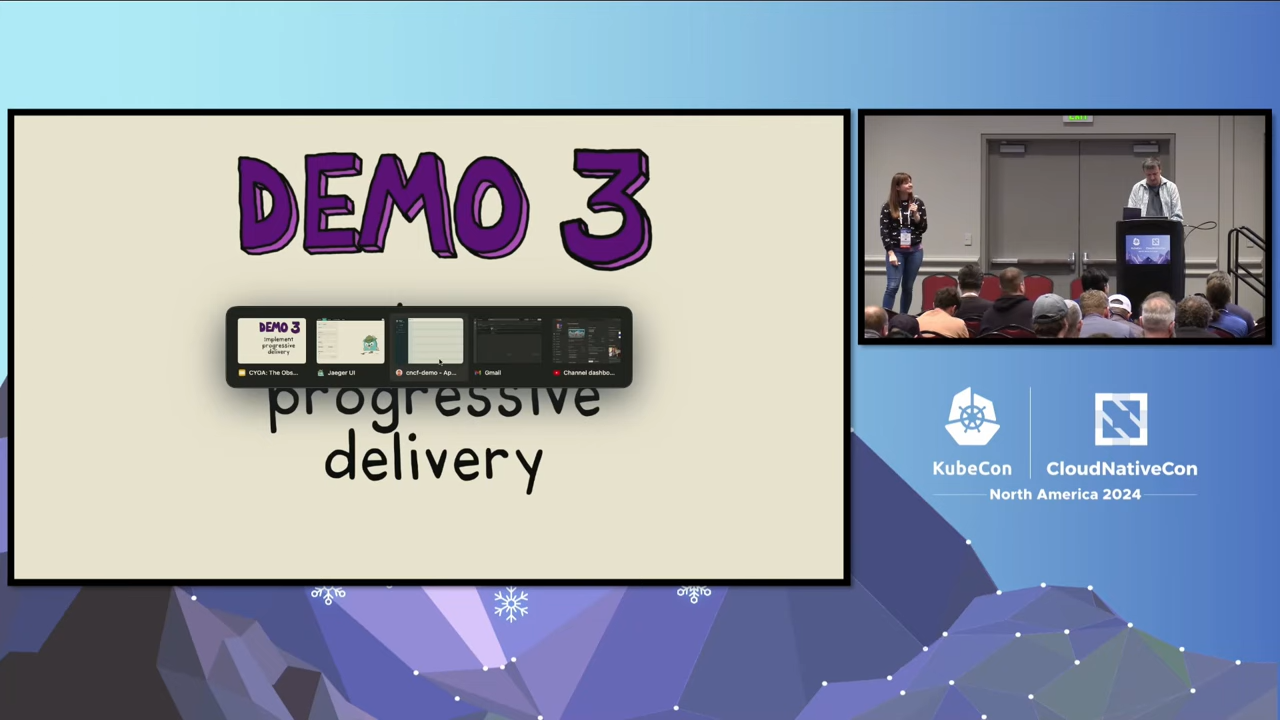 DEMO 3
DEMO 3
Implement
progressive
delivery
CYOA: The Obs...
Jaeger UI
cncf-demo - Ap...
Gmail
Channel dashbo...
progressive
delivery
EXIT
KubeCon
CloudNativeCon
North America 2024